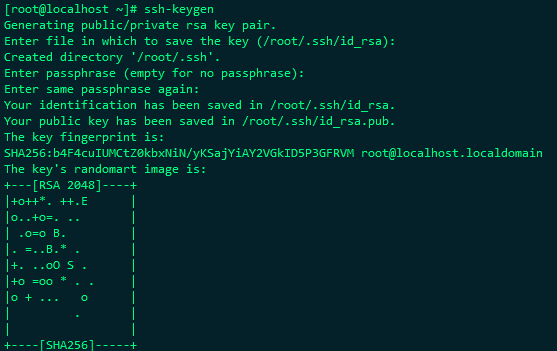 [root@localhost ~]# ssh-keygen
Generating public/private rsa key pair.
Enter file in which to save the key (/root/.ssh/id_rsa):
Created directory '/root/.ssh'.
Enter passphrase (empty for no passphrase):
Enter same passphrase again:
Your identification has been saved in /root/.ssh/id_rsa.
Your public key has been saved in /root/.ssh/id_rsa.pub.
The key fingerprint is:
SHA256:b4F4cuIUMCtZ0kbxNiN/yKSajYiAY2VGkID5P3GFRVM root@localhost.localdomain
The key's randomart image is:
+---[RSA 2048]----+
|+o++*. ++.E      |
|o..+o=. ..       |
| .o=o B.         |
|. =..B.* .       |
|+. ..oO S .      |
|+o =oo * . .     |
|o + ...   o      |
|         .       |
|                 |
+----[SHA256]-----+